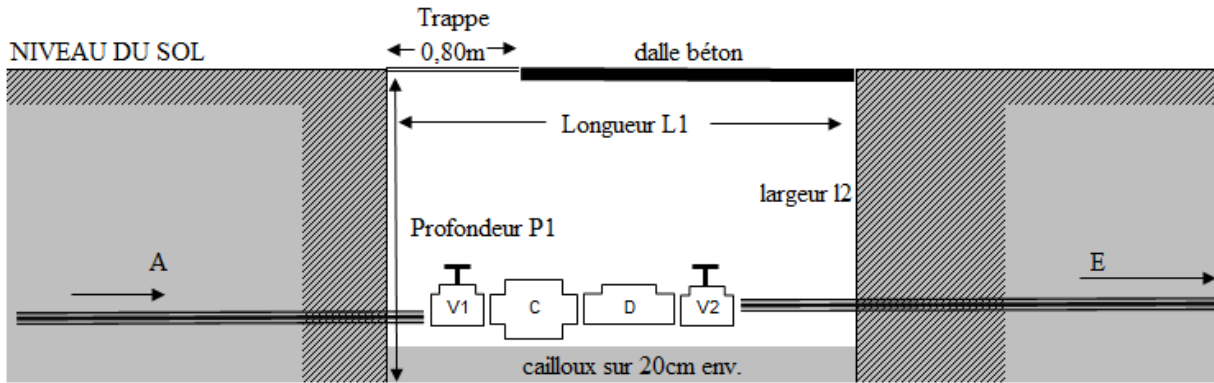 Trappe
NIVEAU DU SOL
0,80m
dalle béton
Longueur L1
largeur l2
Profondeur P1
A
E
V1
C
D
V2
cailloux sur 20cm env.